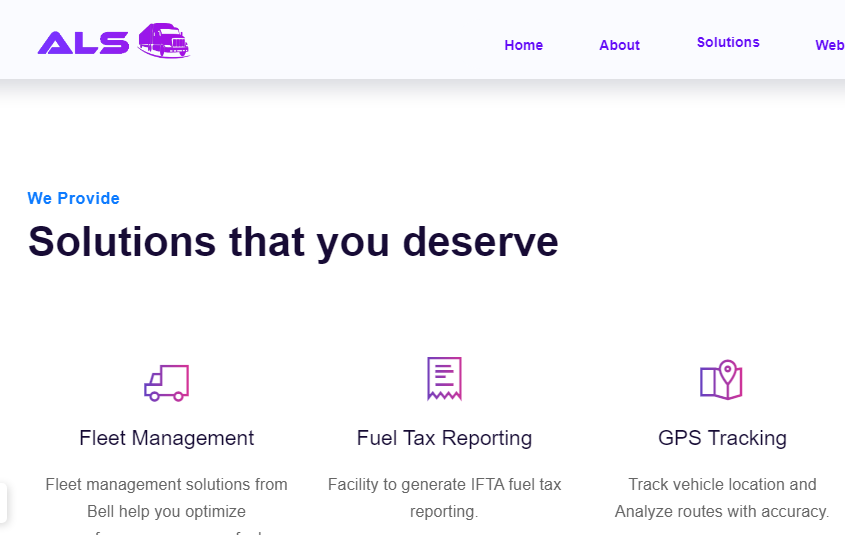 ALS
Home About Solutions Web
We Provide
Solutions that you deserve
Fleet Management Fuel Tax Reporting GPS Tracking
Fleet management solutions from Facility to generate IFTA fuel tax Track vehicle location and
Bell help you optimize reporting. Analyze routes with accuracy.